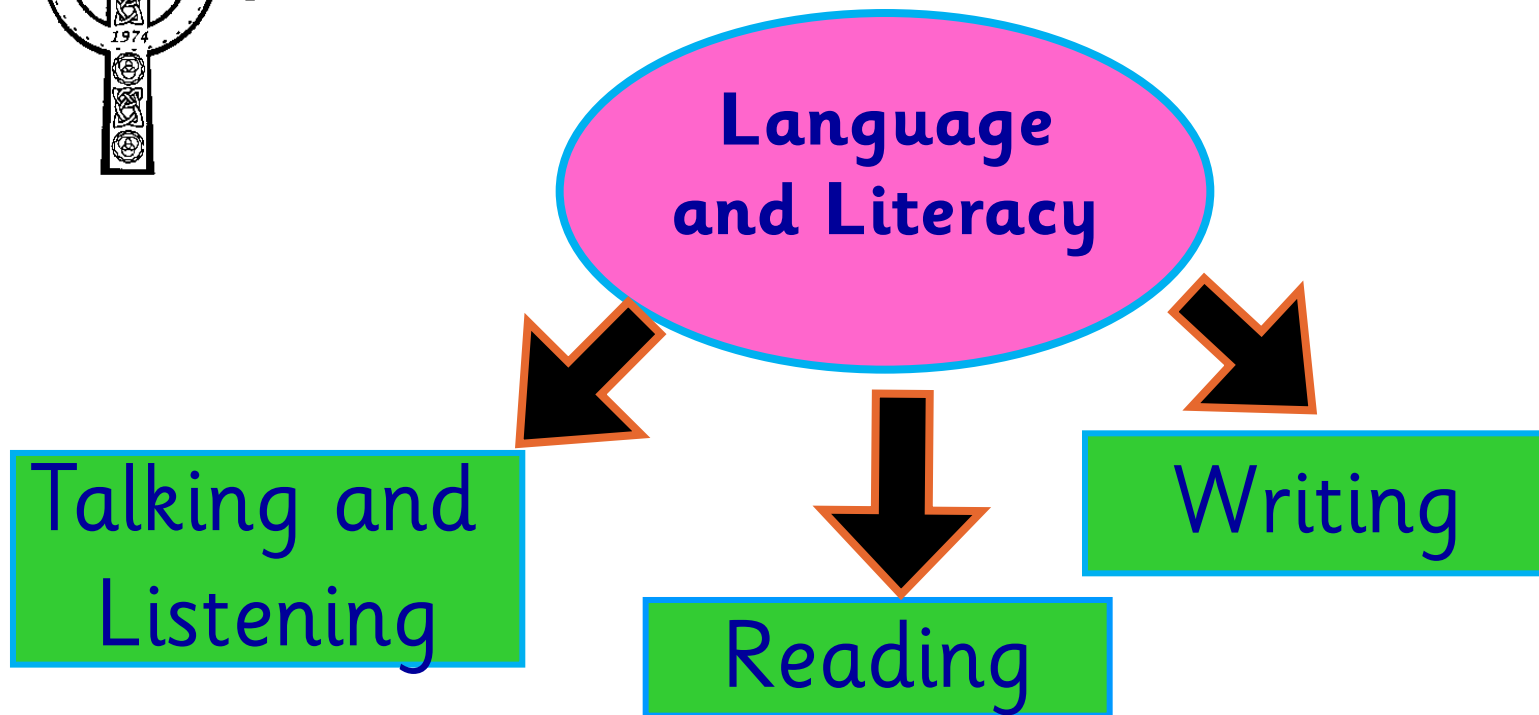 1974
Language
and Literacy
Talking and
Listening
Reading
Writing